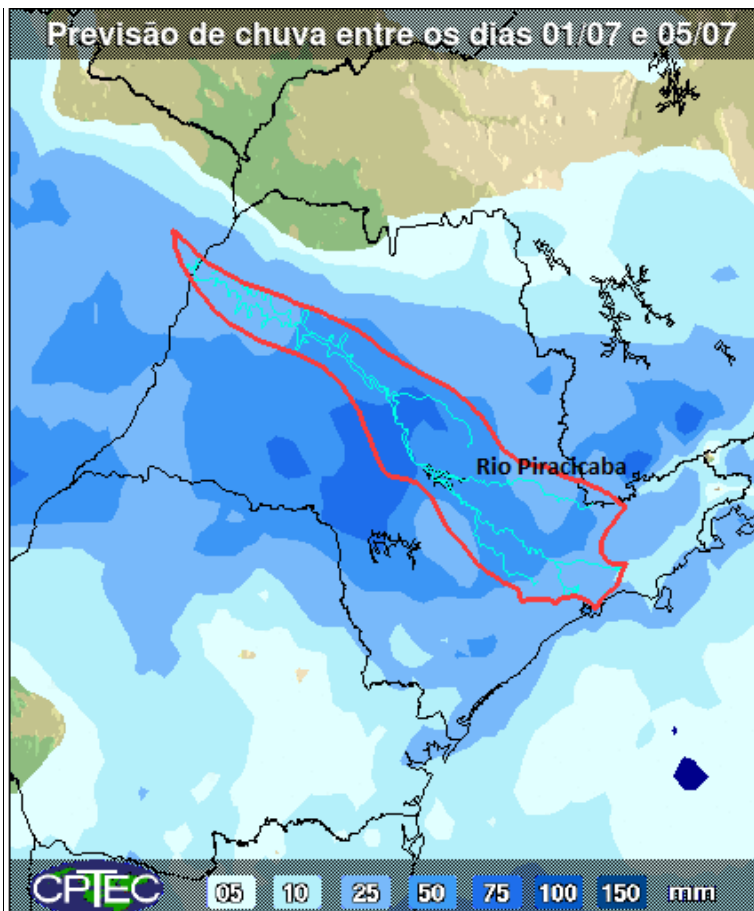 Previsão de chuva entre os dias 01/07 e 05/07
Rio Piracicaba
CPTEC 05 10 25 50 75 100 150 mm